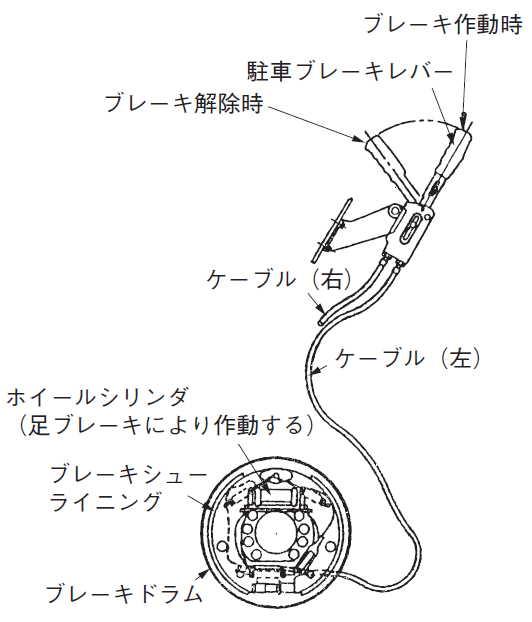 ブレーキ作動時
駐車ブレーキレバー
ブレーキ解除時
ケーブル（右）
ケーブル（左）
ホイールシリンダ
（足ブレーキにより作動する）
ブレーキシュー
ライニング
ブレーキドラム